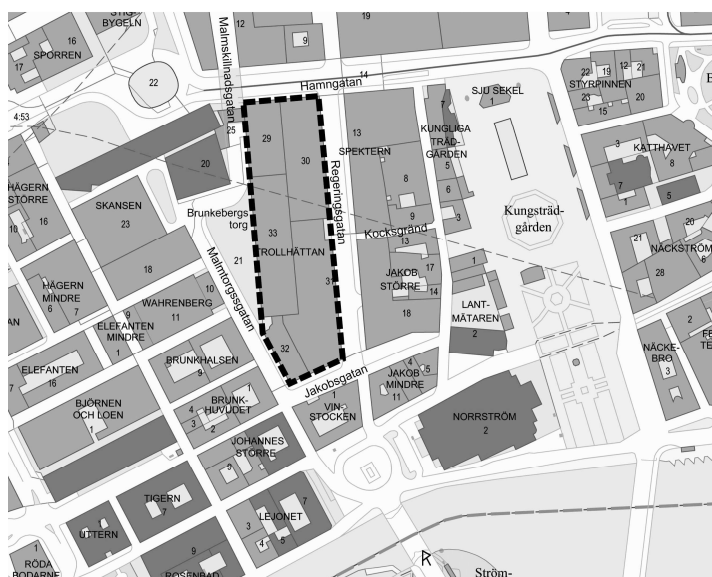 STIG-
BYGELN
16
SPORREN
17
12
9
19
4
14
Hamngatan
Malmskillnadsgatan
22
4:53
25
20
29
30
13
SPEKTERN
8
9
Regeringsgatan
7
KUNGLIGA
TRÄD-
GÅRDEN
5
6
3
SJU SEKEL
1
22
19
12
21
STYRPINNEN
23
15
20
3
KATTHAVET
8
7
1
5
HÄGERN
STÖRRE
10
16
SKANSEN
23
18
Brunkebergs
torg
21
33
TROLLHÄTTAN
31
32
Malmtorgsgatan
Kocksgränd
13
JAKOB
STÖRRE
17
14
18
Kungsträd-
gården
1
LANT-
MÄTAREN
2
20
21
NÄCKSTRÖM
6
28
HÄGERN
MINDRE
6
7
9
ELEFANTEN
MINDRE
1
10
WAHRENBERG
11
ELEFANTEN
16
7
BRUNKHALSEN
9
BJÖRNEN
OCH LOEN
1
BRUNK-
HUVUDET
1
4
3
2
Jakobsgatan
1
VIN-
STOCKEN
4
5
JAKOB
MINDRE
11
NORRSTRÖM
2
NÄCKE-
BRO
3
2
JOHANNES
STÖRRE
9
TIGERN
7
UTTERN
LEJONET
7
3
4
5
1
RÖDA
BODARNE
9
ROSENBAD
Ström-